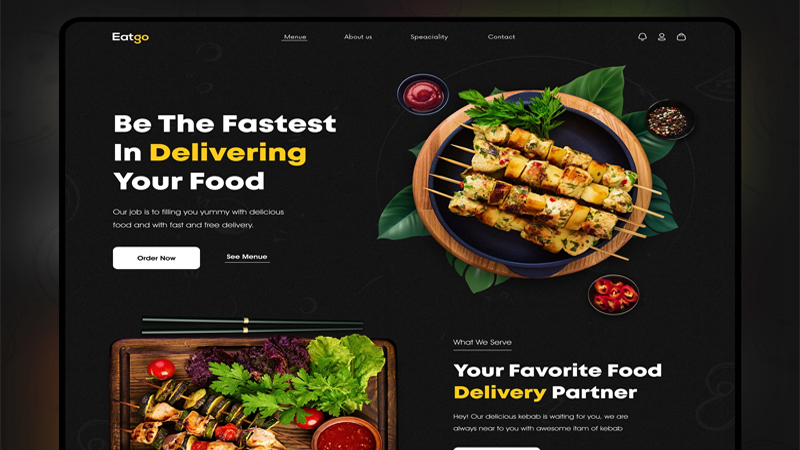 Eatgo
Menue
About us
Speaciality
Contact
Be The Fastest
In Delivering
Your Food
Our job is to filling you yummy with delicious
food and with fast and free delivery.
Order Now
See Menue
What We Serve
Your Favorite Food
Delivery Partner
Hey! Our delicious kebab is waiting for you, we are
always near to you with awesome itam of kebab